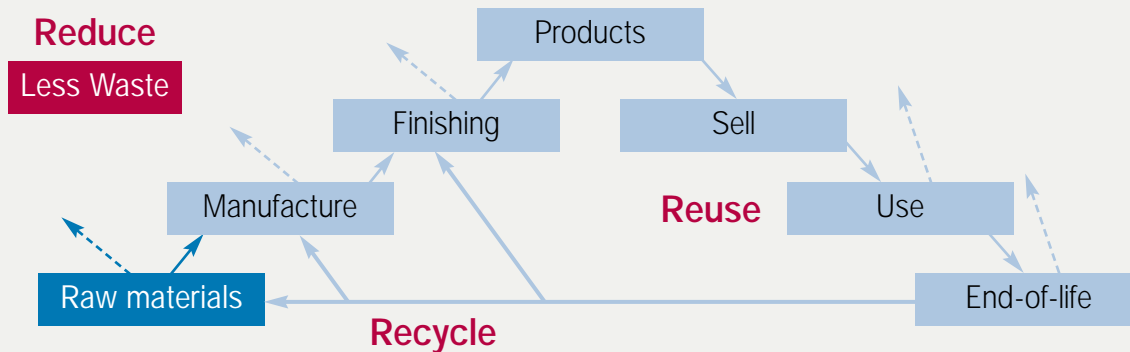 Reduce
Less Waste
Products
Finishing
Sell
Manufacture
Reuse
Use
Raw materials
End-of-life
Recycle